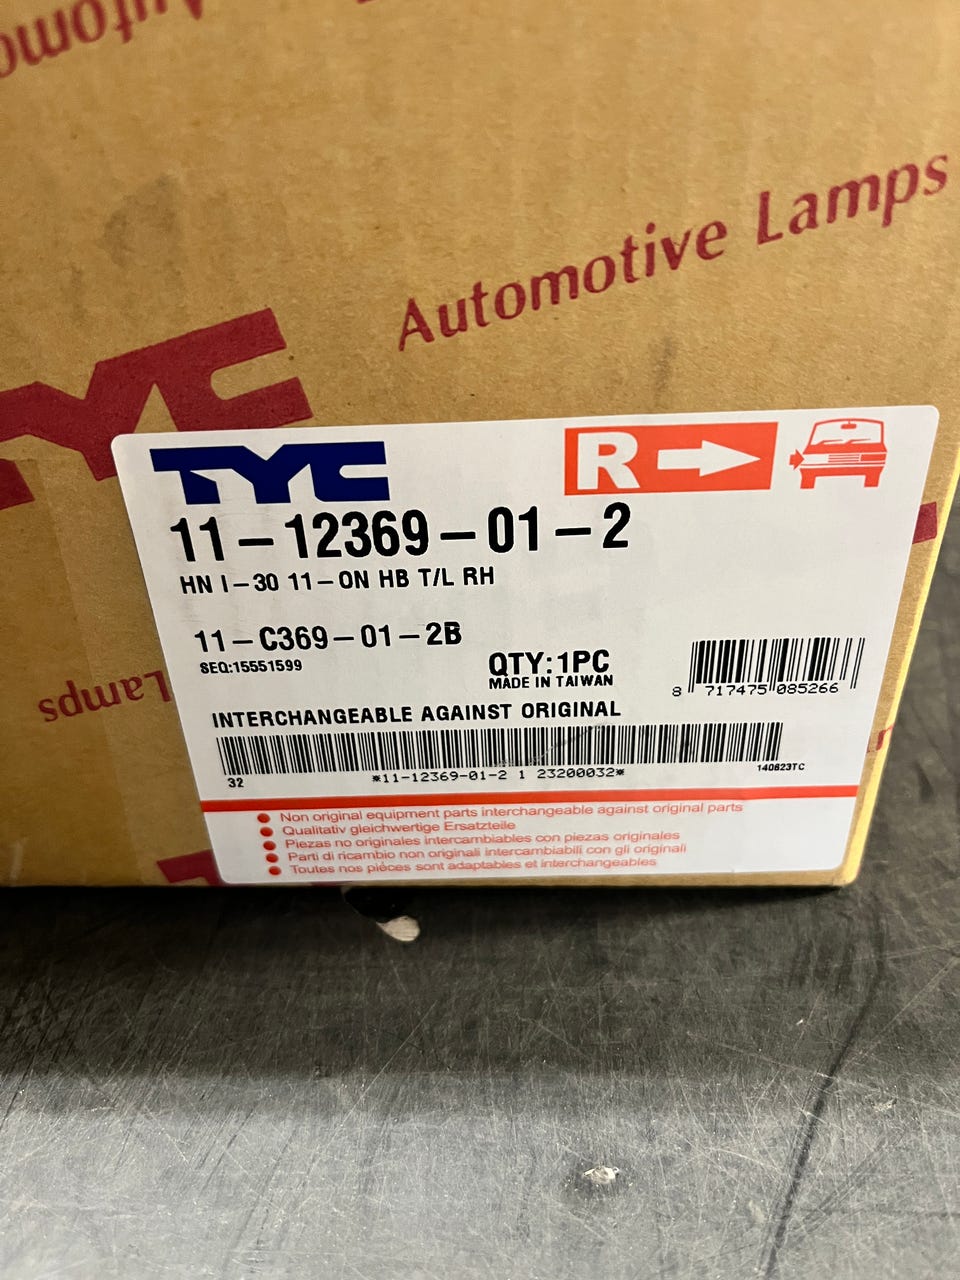 Automotive
Automotive Lamps
TYC
TYC
R
11-12369-01-2
HN I-30 11-ON HB T/L RH
11-C369-01-2B
SEQ:15551599
QTY:1PC
MADE IN TAIWAN
8 717475 085266
Lamps
INTERCHANGEABLE AGAINST ORIGINAL
32
*11-12369-01-2 1 23200032*
140623TC
Non original equipment parts interchangeable against original parts
Qualitativ gleichwertige Ersatzteile
Piezas no originales intercambiables con piezas originales
Parti di ricambio non originali intercambiabili con gli originali
Toutes nos pièces sont adaptables et interchangeables